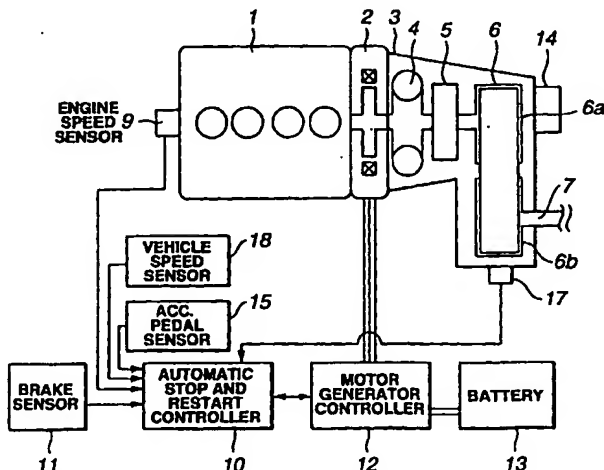 1
2
3
4
5
6
14
6a
ENGINE
SPEED
SENSOR
9
7
VEHICLE
SPEED
SENSOR
18
6b
17
ACC.
PEDAL
SENSOR
15
BRAKE
SENSOR
AUTOMATIC
STOP AND
RESTART
CONTROLLER
MOTOR
GENERATOR
CONTROLLER
BATTERY
11
10
12
13